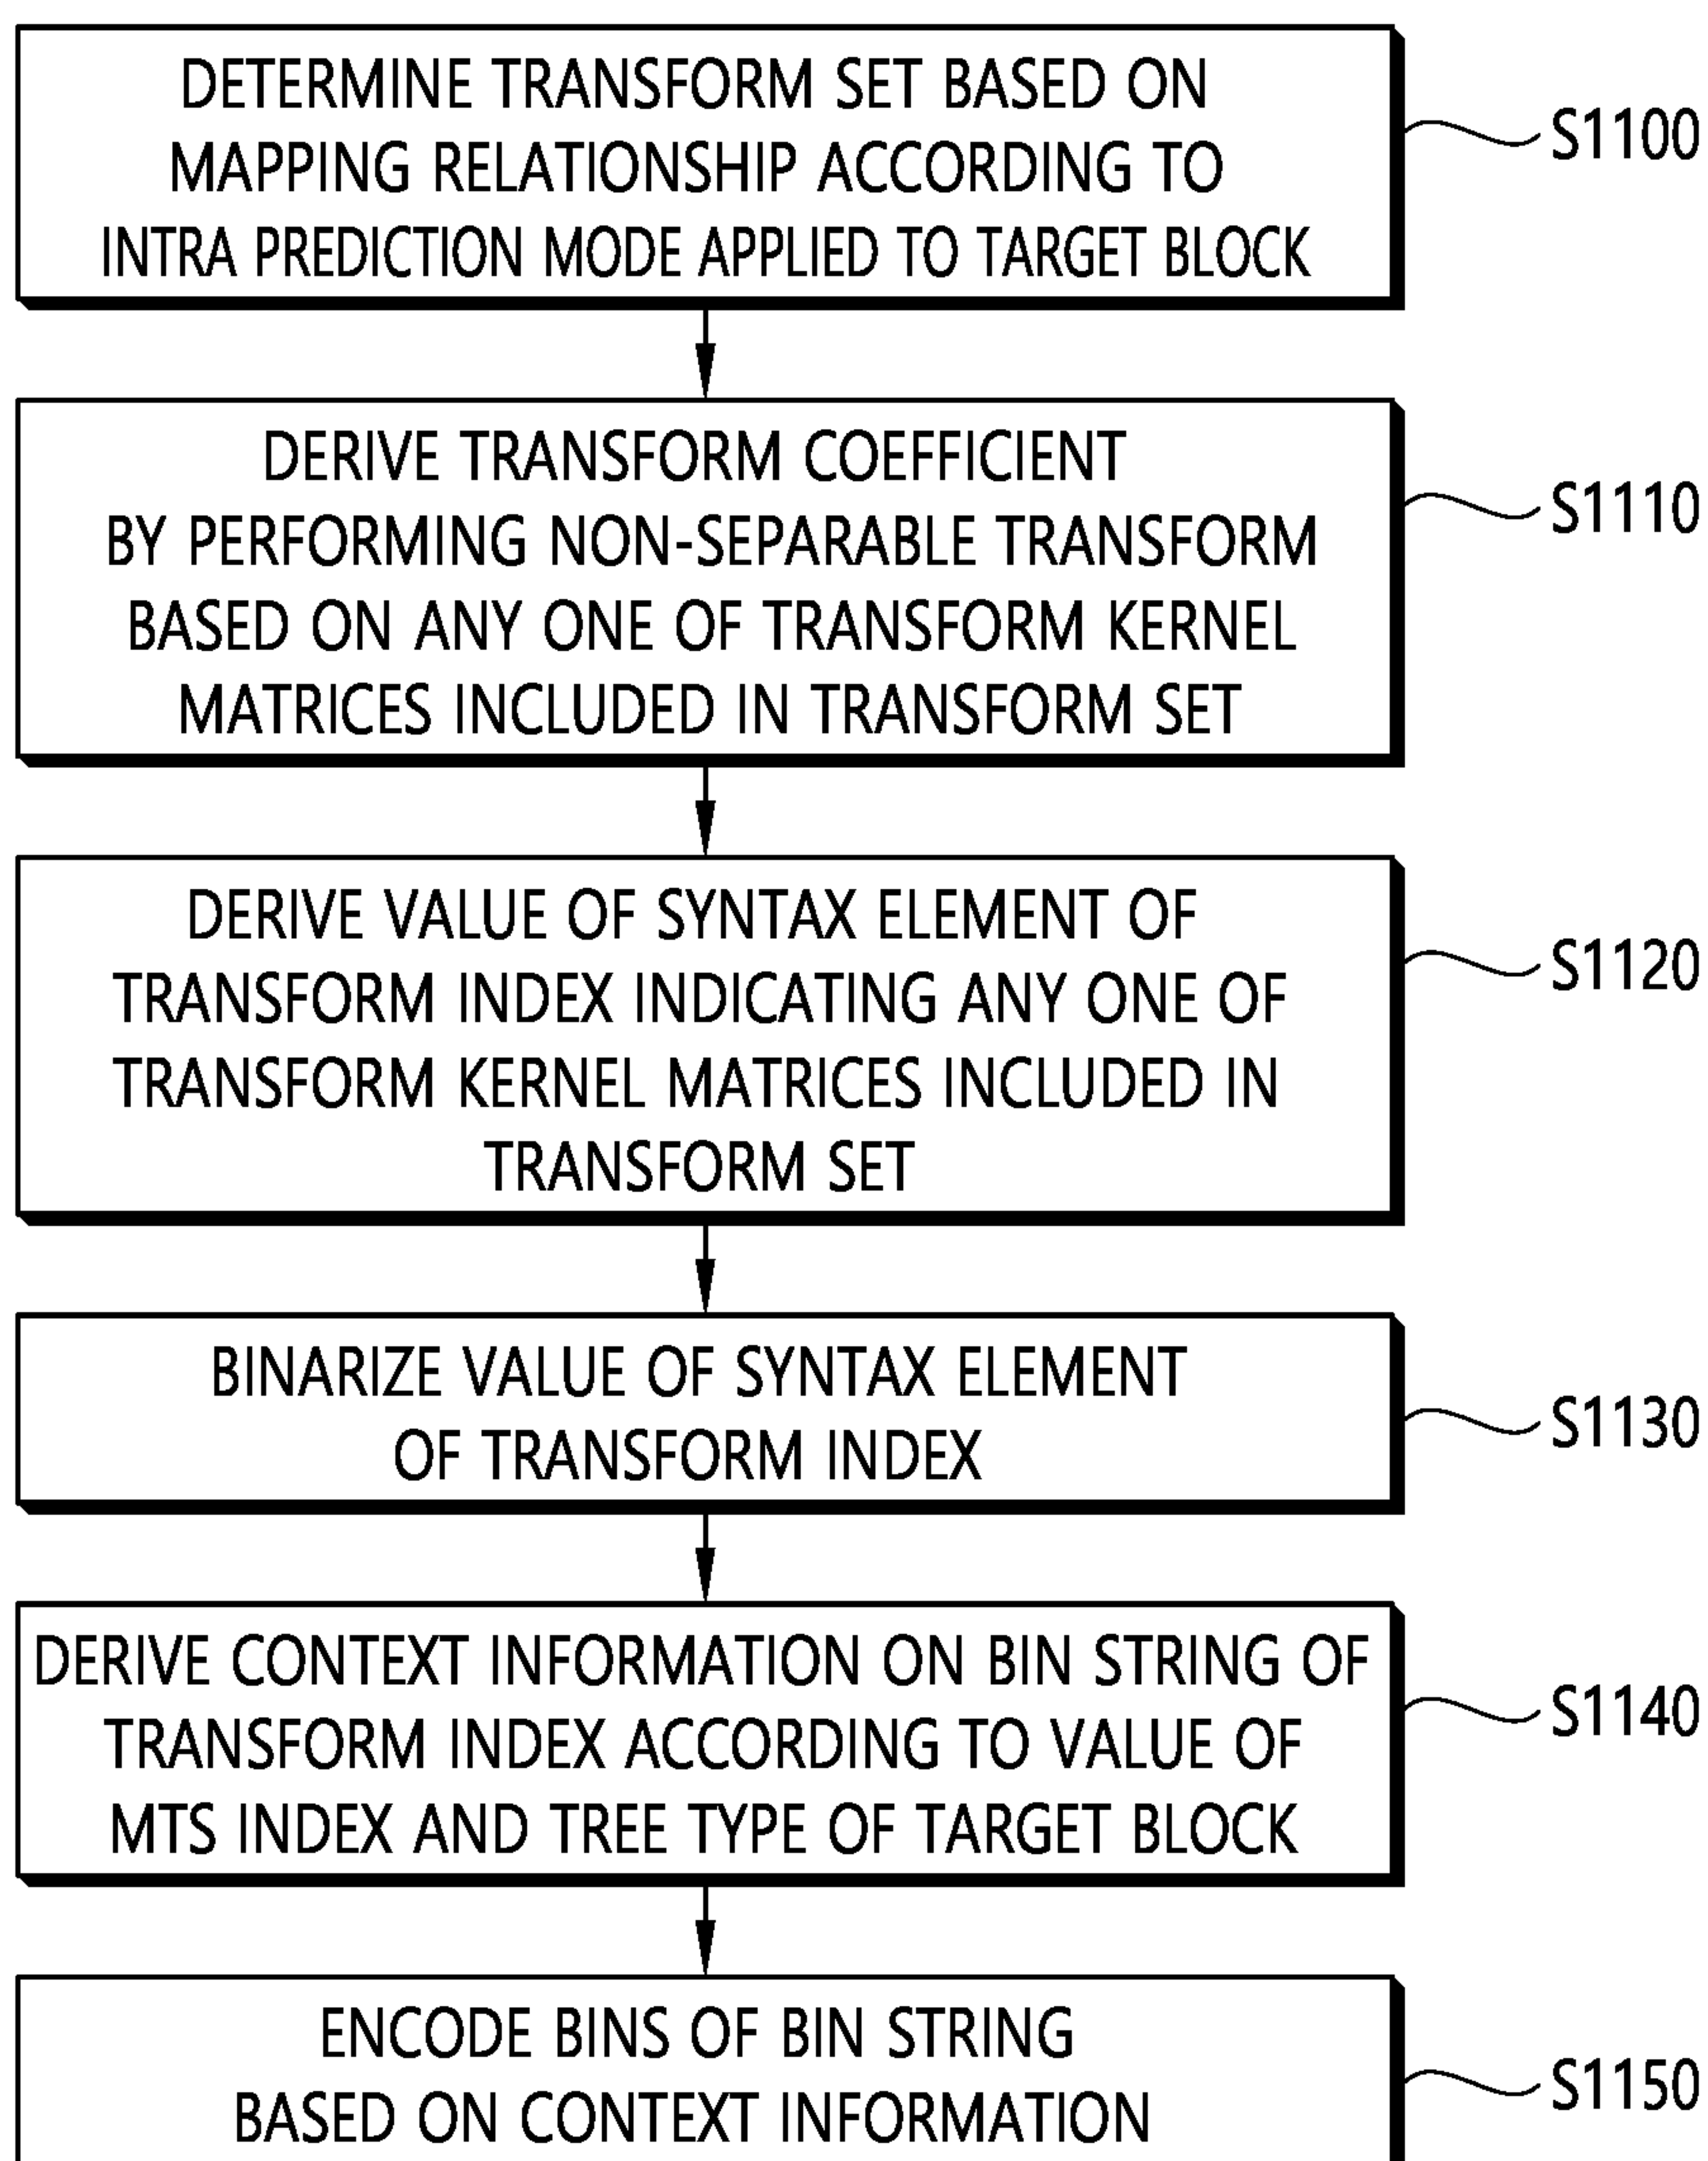 DETERMINE TRANSFORM SET BASED ON
MAPPING RELATIONSHIP ACCORDING TO
INTRA PREDICTION MODE APPLIED TO TARGET BLOCK
S1100
DERIVE TRANSFORM COEFFICIENT
BY PERFORMING NON-SEPARABLE TRANSFORM
BASED ON ANY ONE OF TRANSFORM KERNEL
MATRICES INCLUDED IN TRANSFORM SET
S1110
DERIVE VALUE OF SYNTAX ELEMENT OF
TRANSFORM INDEX INDICATING ANY ONE OF
TRANSFORM KERNEL MATRICES INCLUDED IN
TRANSFORM SET
S1120
BINARIZE VALUE OF SYNTAX ELEMENT
OF TRANSFORM INDEX
S1130
DERIVE CONTEXT INFORMATION ON BIN STRING OF
TRANSFORM INDEX ACCORDING TO VALUE OF
MTS INDEX AND TREE TYPE OF TARGET BLOCK
S1140
ENCODE BINS OF BIN STRING
BASED ON CONTEXT INFORMATION
S1150